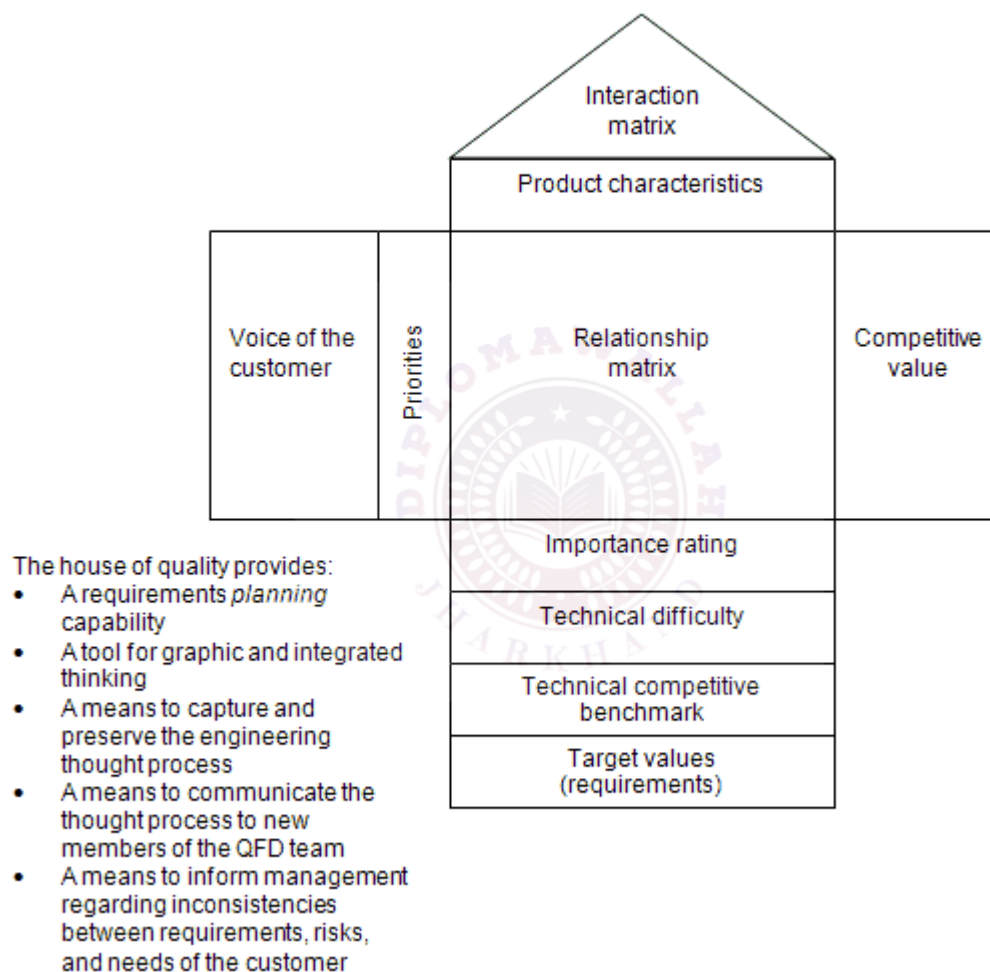 Interaction
matrix
Product characteristics
Voice of the
customer
Priorities
Relationship
matrix
Competitive
value
Importance rating
Technical difficulty
Technical competitive
benchmark
Target values
(requirements)
The house of quality provides:
• A requirements planning
capability
• A tool for graphic and integrated
thinking
• A means to capture and
preserve the engineering
thought process
• A means to communicate the
thought process to new
members of the QFD team
• A means to inform management
regarding inconsistencies
between requirements, risks,
and needs of the customer
DIPLOMAWALLAH
JHARKHAND